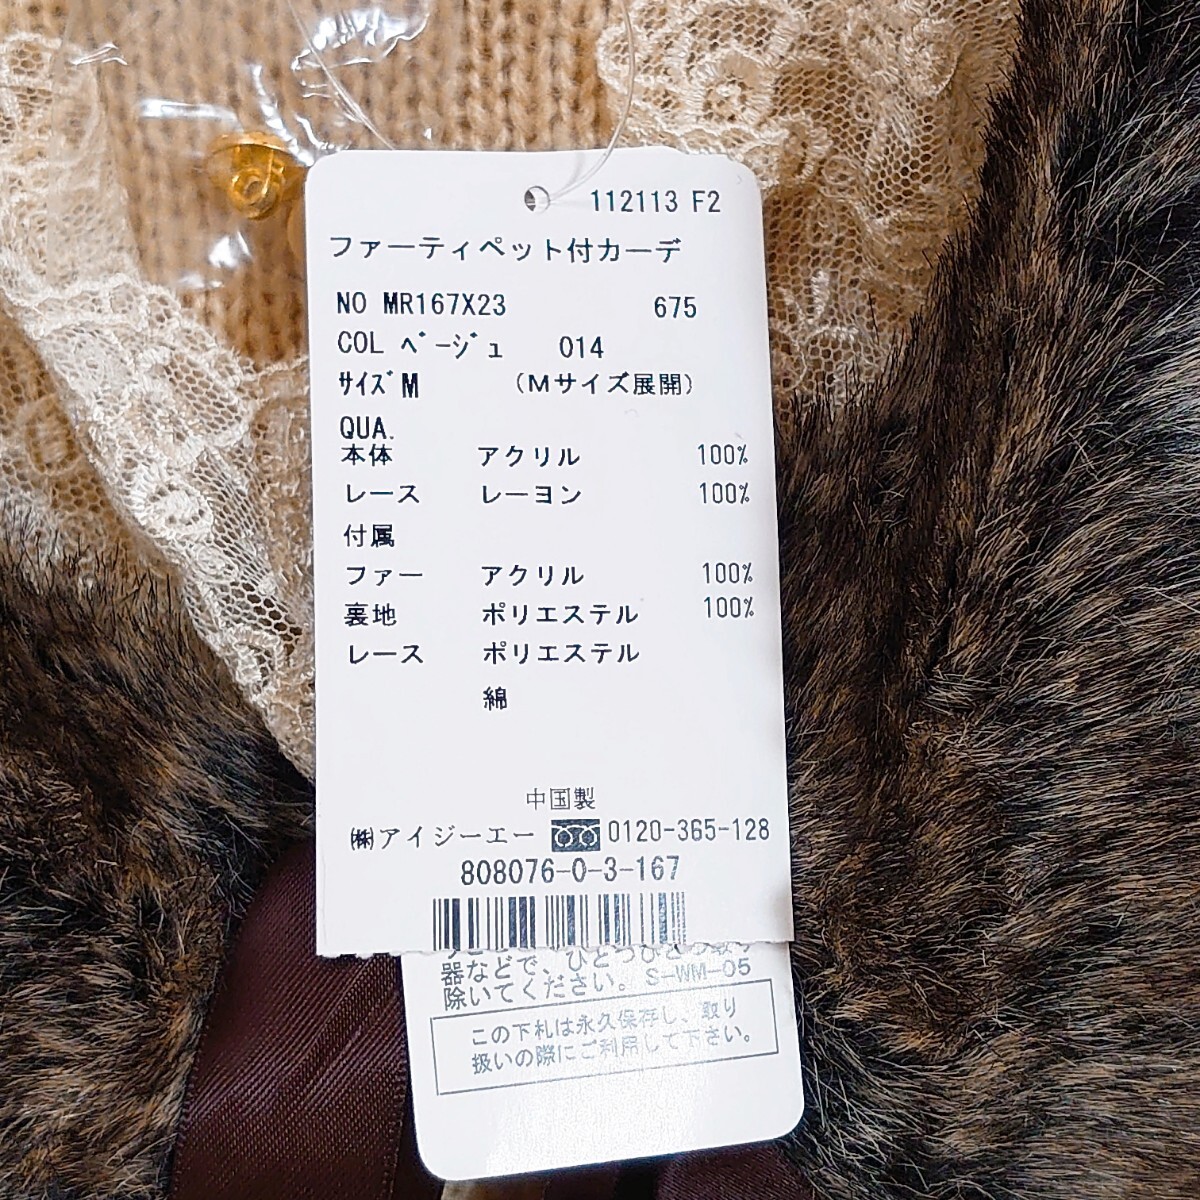 112113 F2
ファーティペット付カーデ
NO MR167X23 675
COL ﾍﾞｰｼﾞｭ 014
ｻｲｽﾞM （Mサイズ展開）
QUA.
本体 アクリル 100%
レース レーヨン 100%
付属
ファー アクリル 100%
裏地 ポリエステル 100%
レース ポリエステル
綿
中国製
㈱アイジーエー 0120-365-128
808076-0-3-167
器などで、ひとつひとつ取り
除いてください。S-WM-05
この下札は永久保存し、取り
扱いの際にご利用して下さい。